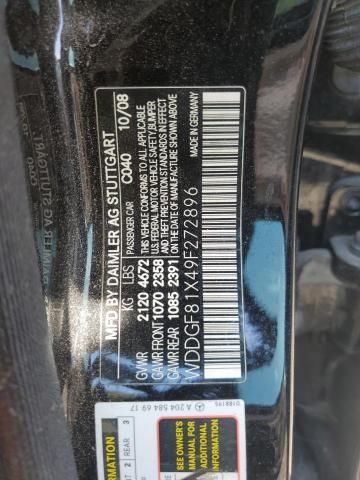 MFD BY DAIMLER AG STUTTGART
KG LBS PASSENGER CAR C040 10/08
GVWR 2120 4672 THIS VEHICLE CONFORMS TO ALL APPLICABLE
GAWR FRONT 1070 2358 U.S. FEDERAL MOTOR VEHICLE SAFETY, BUMPER
GAWR REAR 1085 2391 AND THEFT PREVENTION STANDARDS IN EFFECT
ON THE DATE OF MANUFACTURE SHOWN ABOVE.
WDDGF81X49F272896 MADE IN GERMANY
A 204 584 69 17
SEE OWNER'S
MANUAL FOR
ADDITIONAL
INFORMATION
2 REAR 3